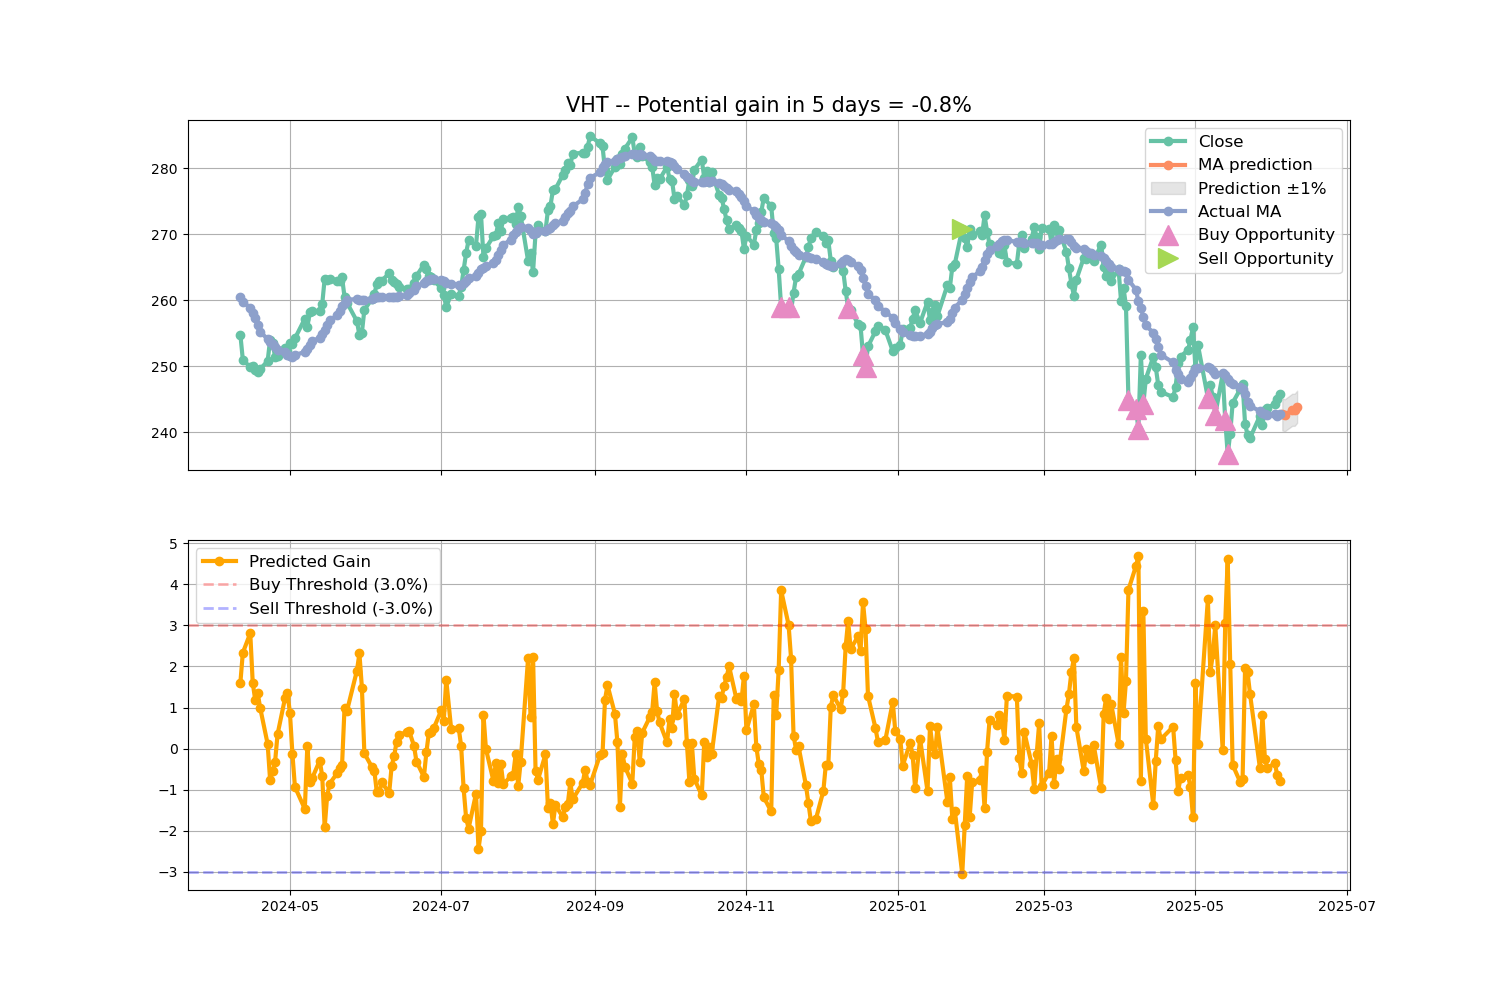 VHT -- Potential gain in 5 days = -0.8%
280
270
260
250
240
Close
MA prediction
Prediction ±1%
Actual MA
Buy Opportunity
Sell Opportunity
5
4
3
2
1
0
−1
−2
−3
Predicted Gain
Buy Threshold (3.0%)
Sell Threshold (-3.0%)
2024-05
2024-07
2024-09
2024-11
2025-01
2025-03
2025-05
2025-07